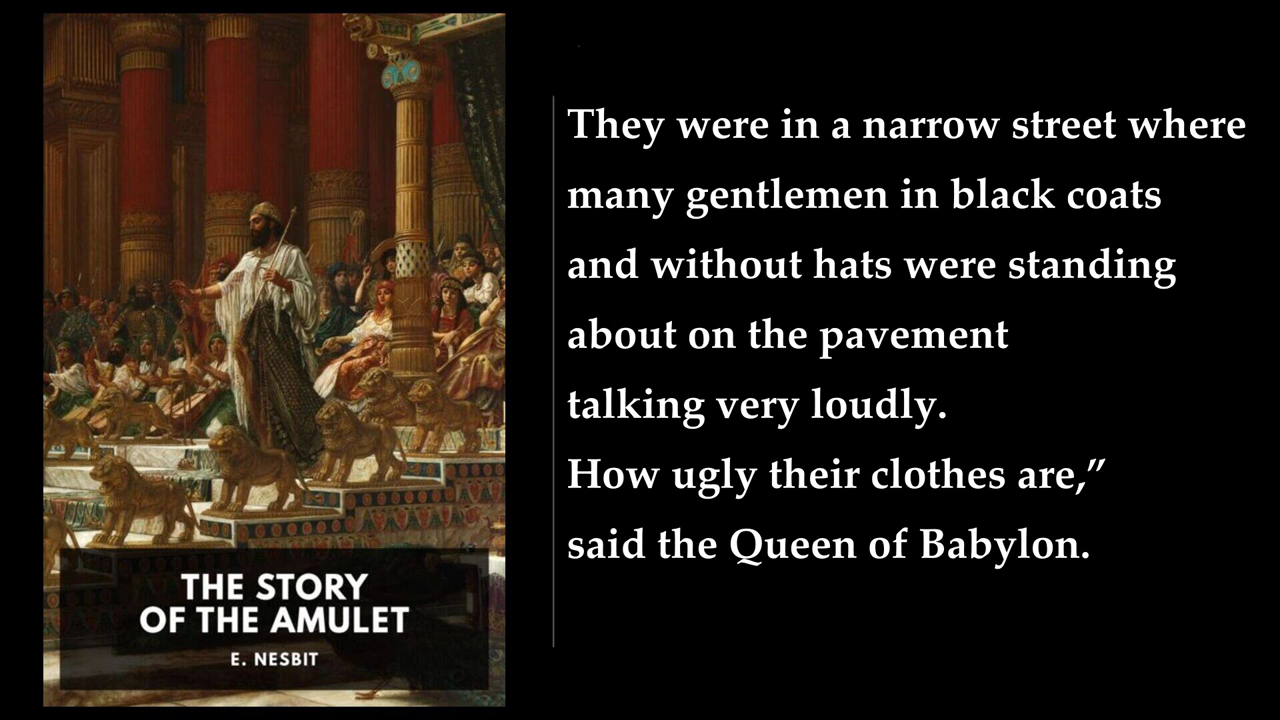 THE STORY
OF THE AMULET
E. NESBIT
They were in a narrow street where
many gentlemen in black coats
and without hats were standing
about on the pavement
talking very loudly.
How ugly their clothes are,”
said the Queen of Babylon.